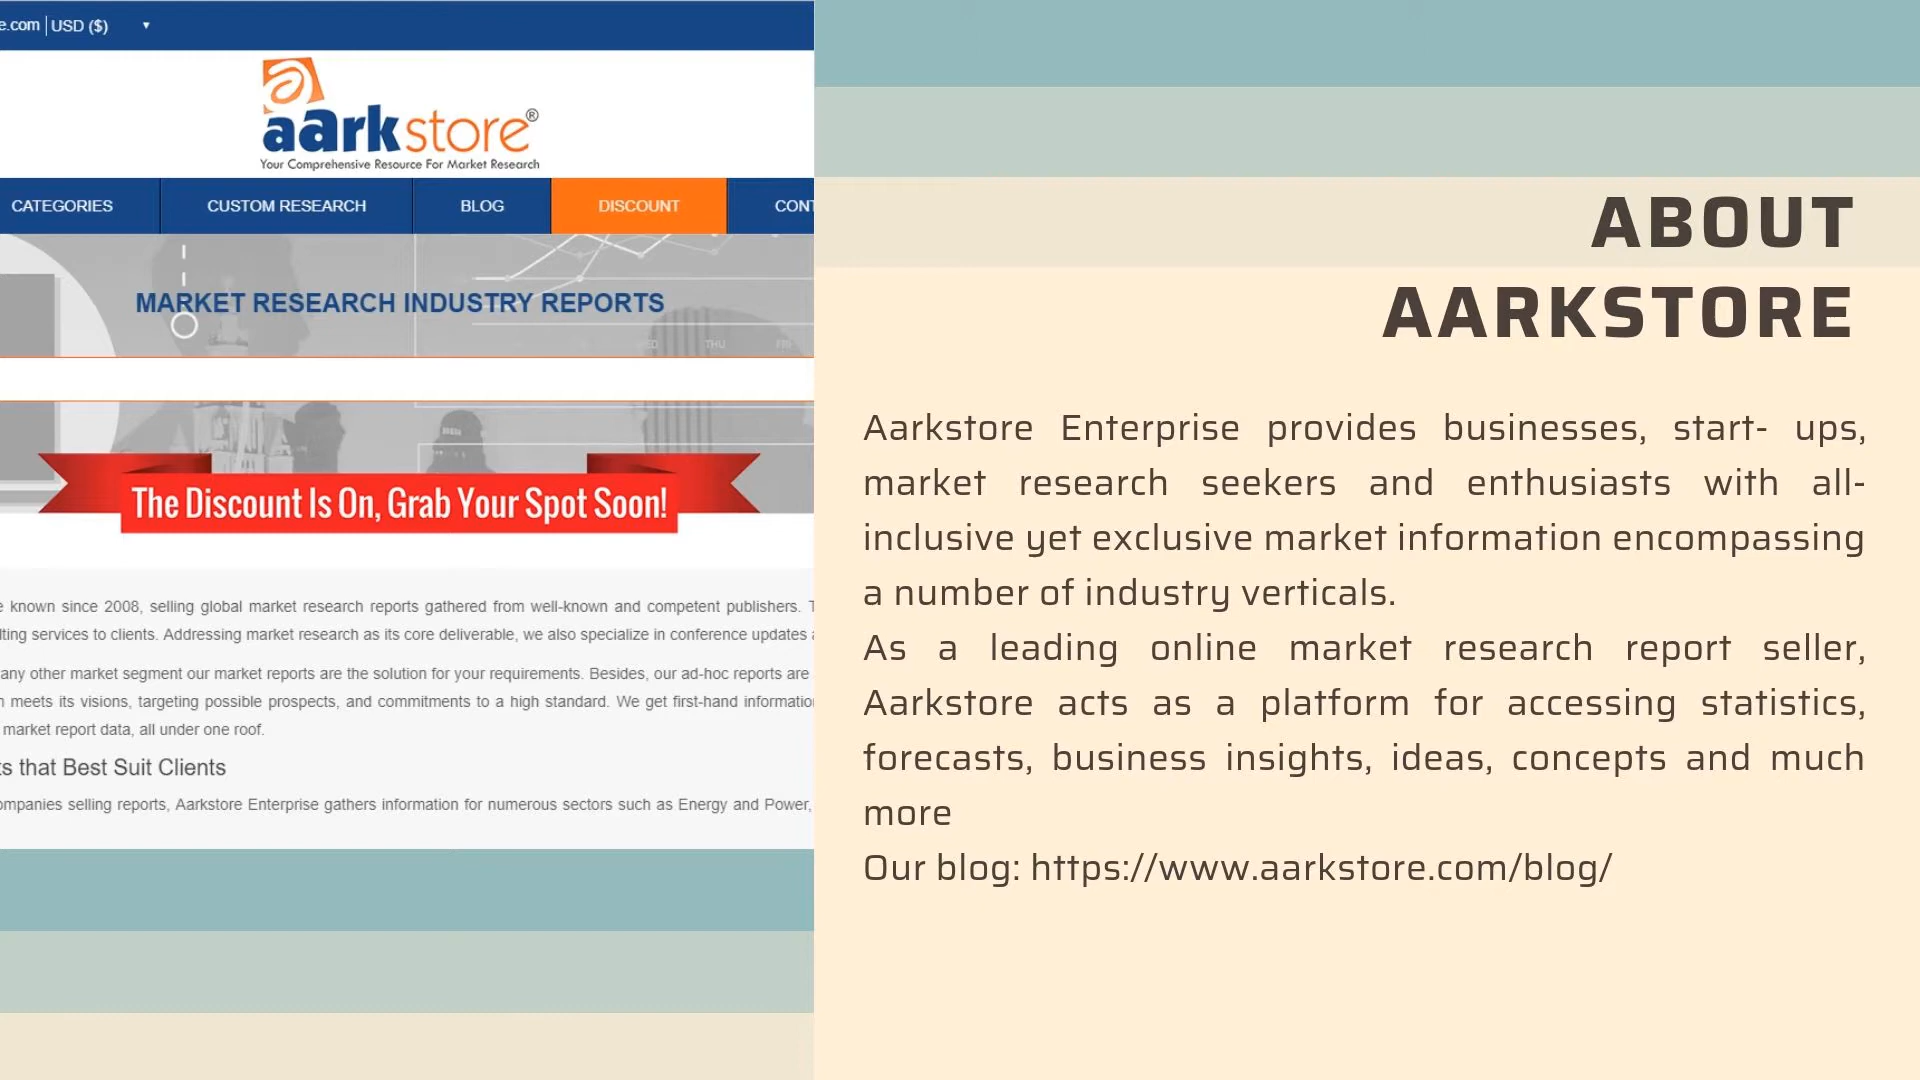 e.com | USD ($)
aarkstore®
Your Comprehensive Resource For Market Research
CATEGORIES CUSTOM RESEARCH BLOG DISCOUNT CONT
MARKET RESEARCH INDUSTRY REPORTS
WED THU FRI
The Discount Is On, Grab Your Spot Soon!
e known since 2008, selling global market research reports gathered from well-known and competent publishers. T
lting services to clients. Addressing market research as its core deliverable, we also specialize in conference updates a
any other market segment our market reports are the solution for your requirements. Besides, our ad-hoc reports are
n meets its visions, targeting possible prospects, and commitments to a high standard. We get first-hand informatio
market report data, all under one roof.
ts that Best Suit Clients
ompanies selling reports, Aarkstore Enterprise gathers information for numerous sectors such as Energy and Power,
ABOUT
AARKSTORE
Aarkstore Enterprise provides businesses, start- ups,
market research seekers and enthusiasts with all-
inclusive yet exclusive market information encompassing
a number of industry verticals.
As a leading online market research report seller,
Aarkstore acts as a platform for accessing statistics,
forecasts, business insights, ideas, concepts and much
more
Our blog: https://www.aarkstore.com/blog/